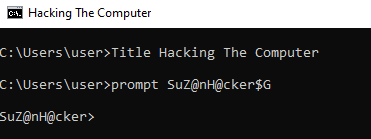 Hacking The Computer
C:\Users\user>Title Hacking The Computer
C:\Users\user>prompt SuZ@nH@cker$G
SuZ@nH@cker>